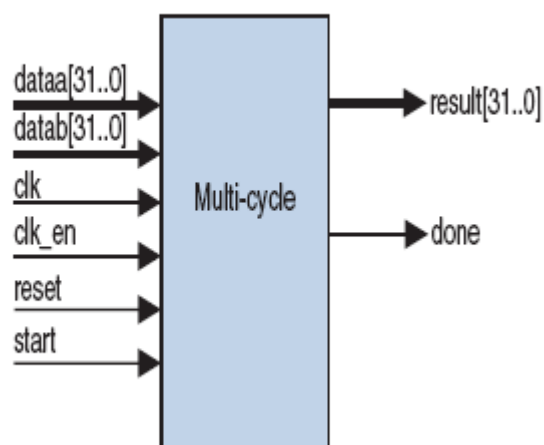 dataa[31..0]
datab[31..0]
clk
clk_en
reset
start
Multi-cycle
result[31..0]
done